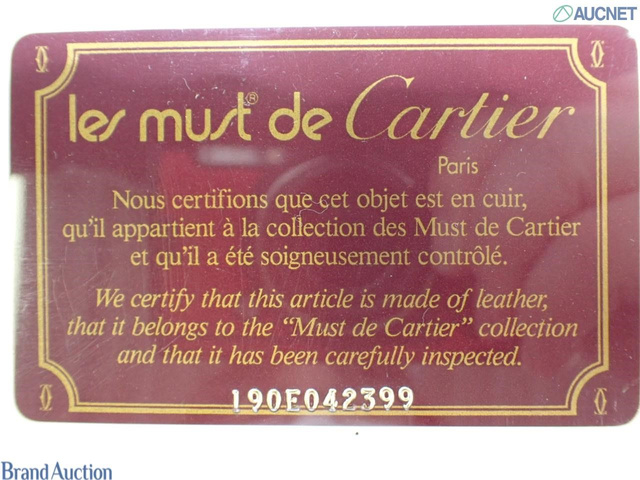 AUCNET
les must® de Cartier
Paris
Nous certifions que cet objet est en cuir,
qu'il appartient à la collection des Must de Cartier
et qu'il a été soigneusement contrôlé.
We certify that this article is made of leather,
that it belongs to the “Must de Cartier” collection
and that it has been carefully inspected.
190E042399
Brand Auction